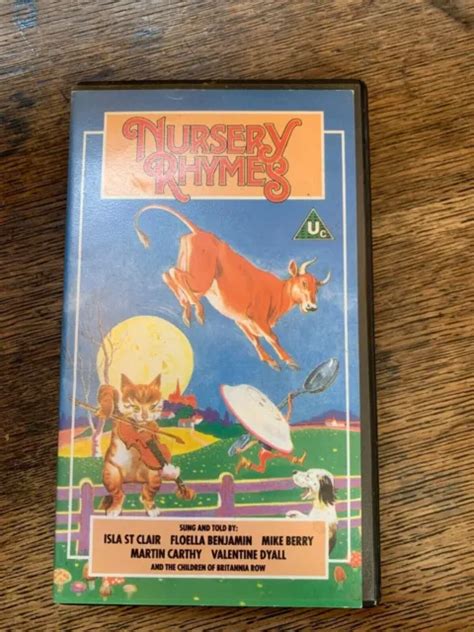 NURSERY
RHYMES
Uc
SUNG AND TOLD BY:
ISLA ST CLAIR FLOELLA BENJAMIN MIKE BERRY
MARTIN CARTHY VALENTINE DYALL
AND THE CHILDREN OF BRITANNIA ROW